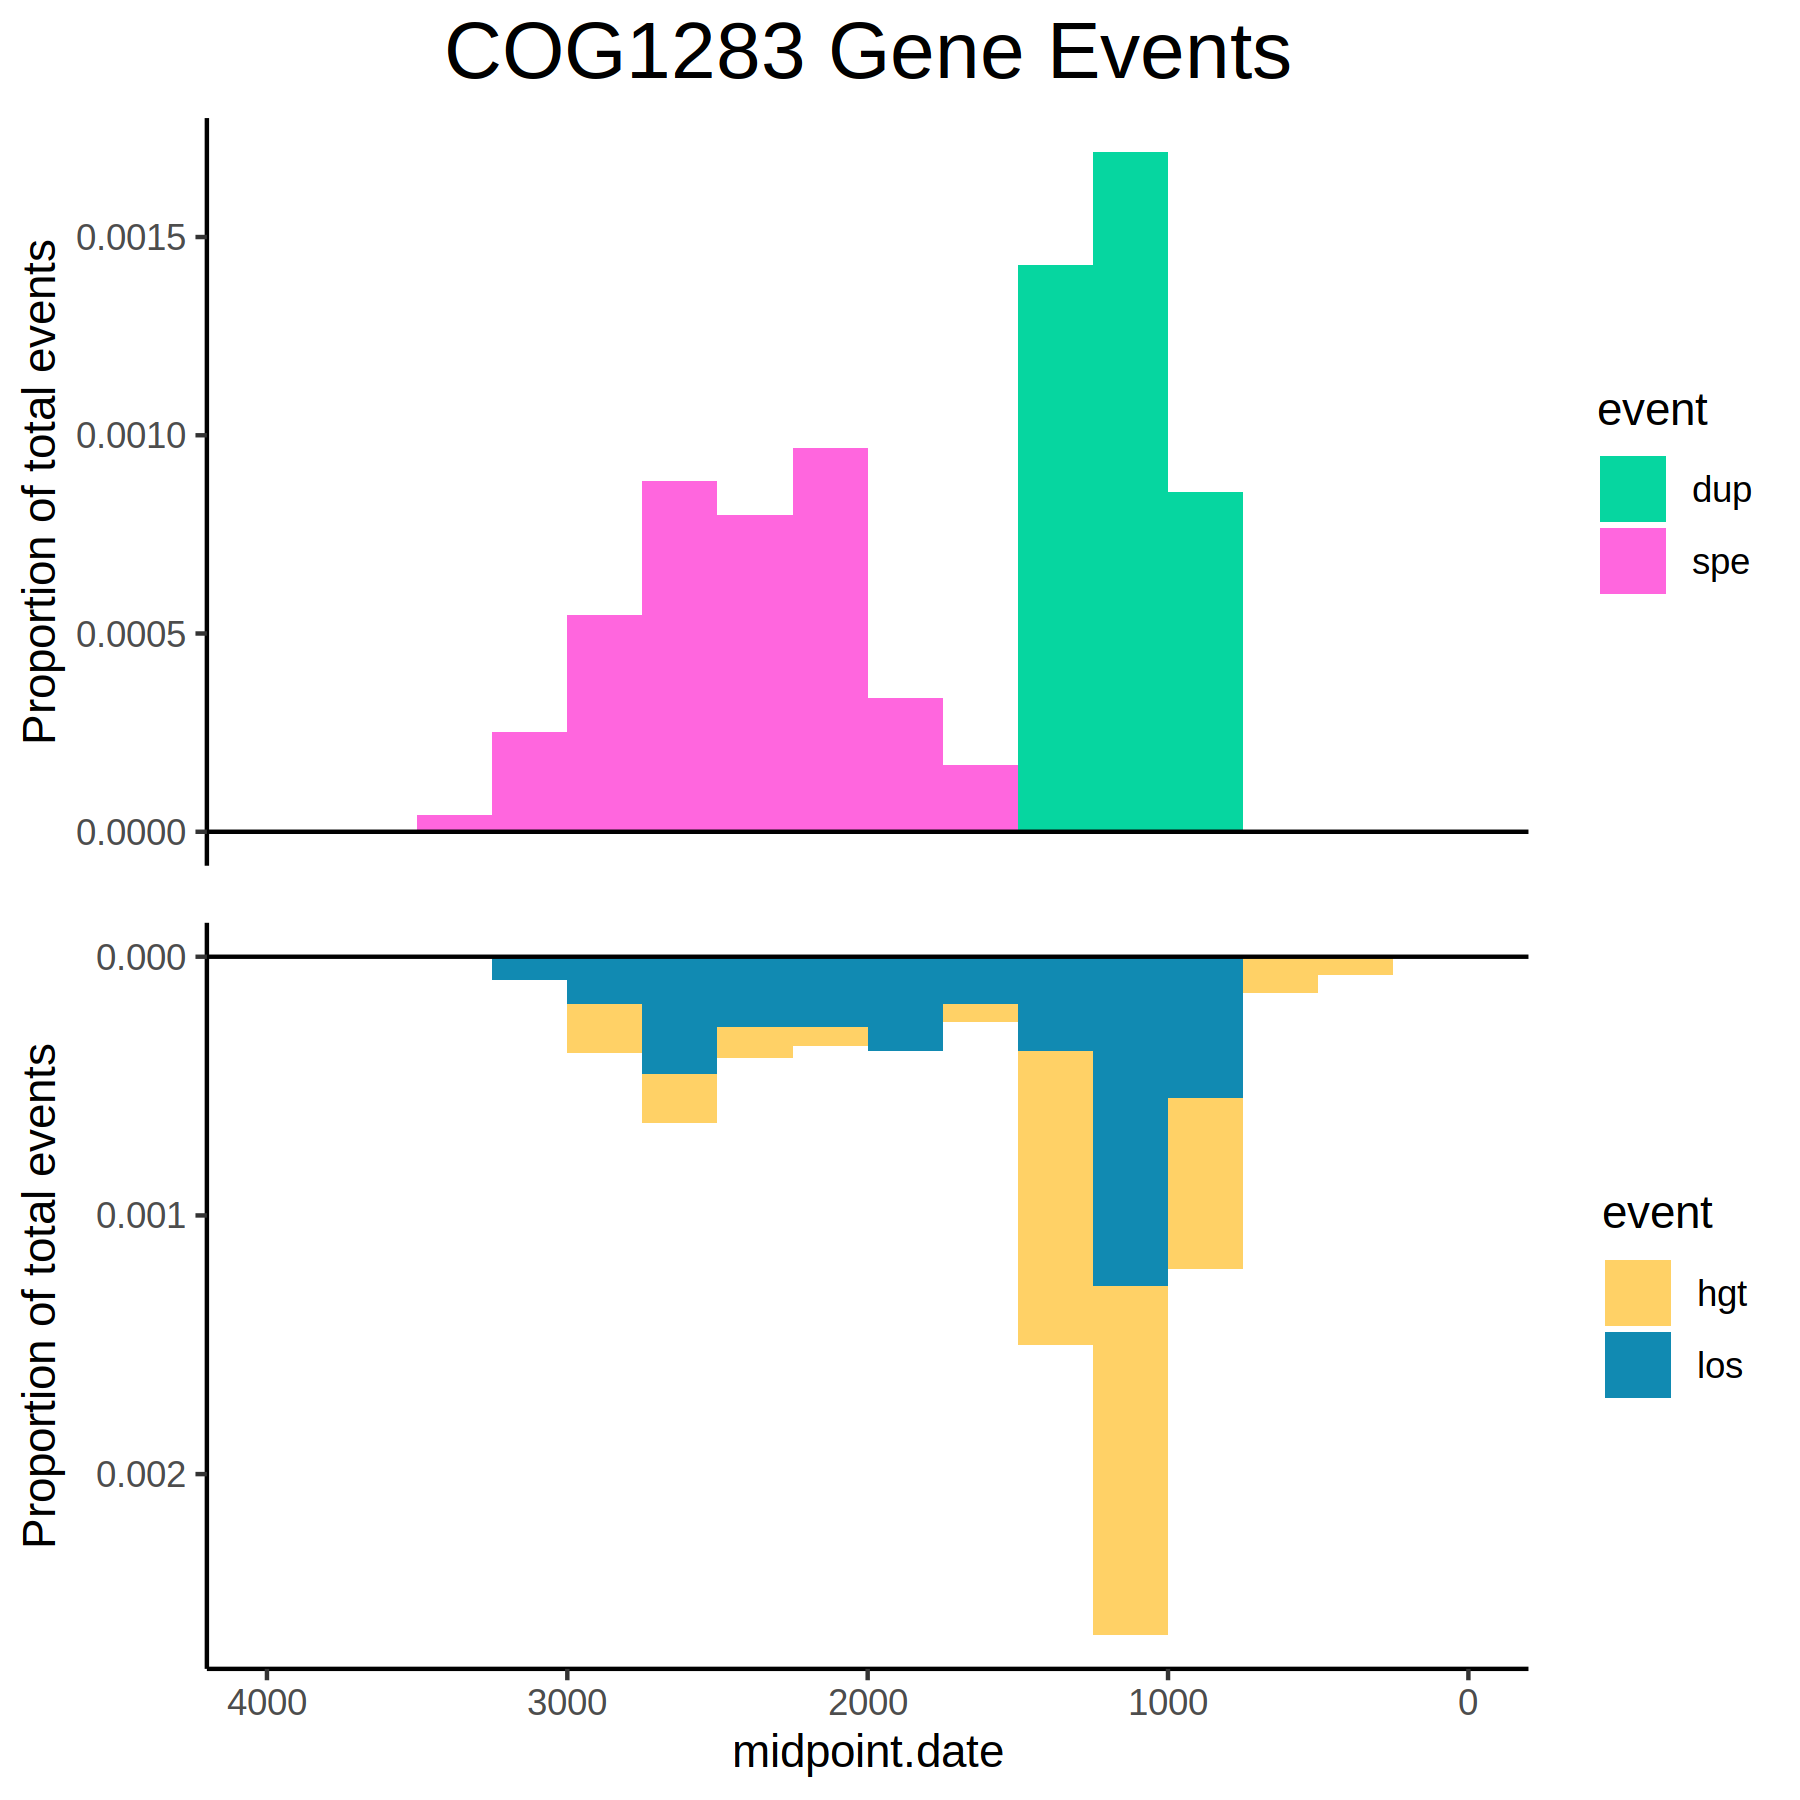 COG1283 Gene Events
Proportion of total events
0.0015
0.0010
0.0005
0.0000
event
dup
spe
Proportion of total events
0.000
0.001
0.002
event
hgt
los
4000 3000 2000 1000 0
midpoint.date